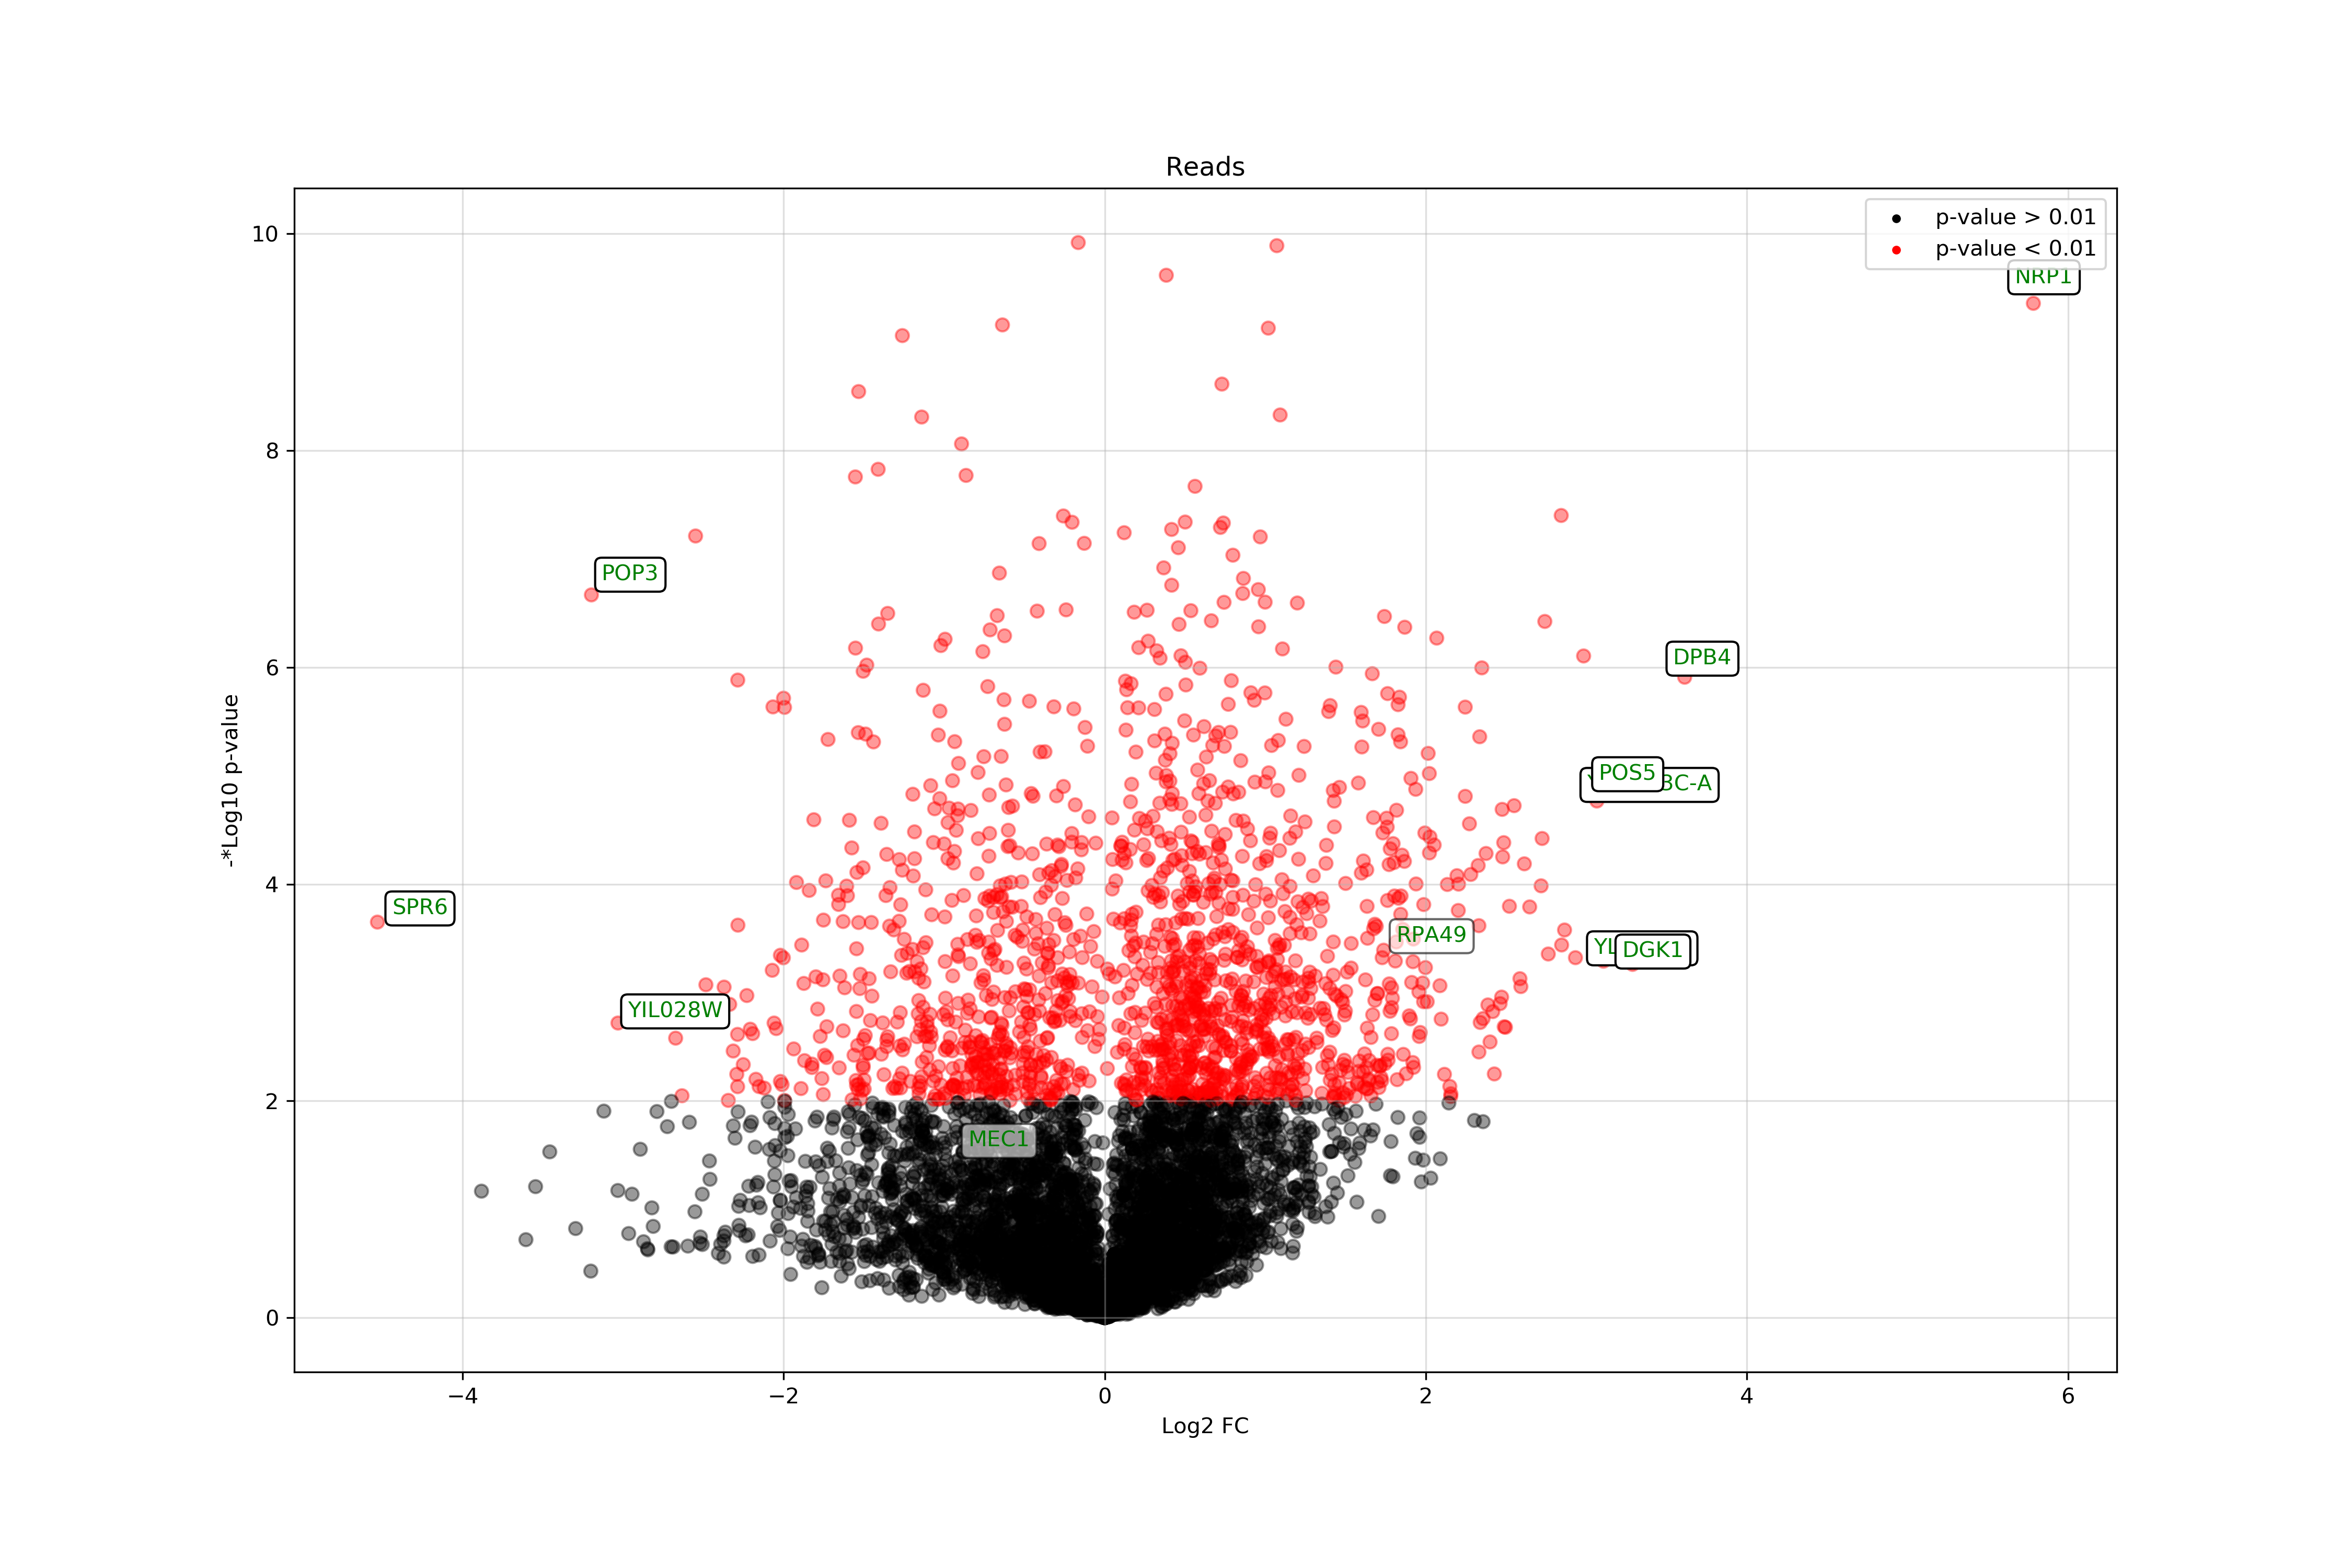 Reads
10
8
6
4
2
0
-*Log10 p-value
p-value > 0.01
p-value < 0.01
NRP1
POP3
DPB4
POS5
3C-A
SPR6
RPA49
DGK1
YIL028W
MEC1
−4
−2
0
2
4
6
Log2 FC